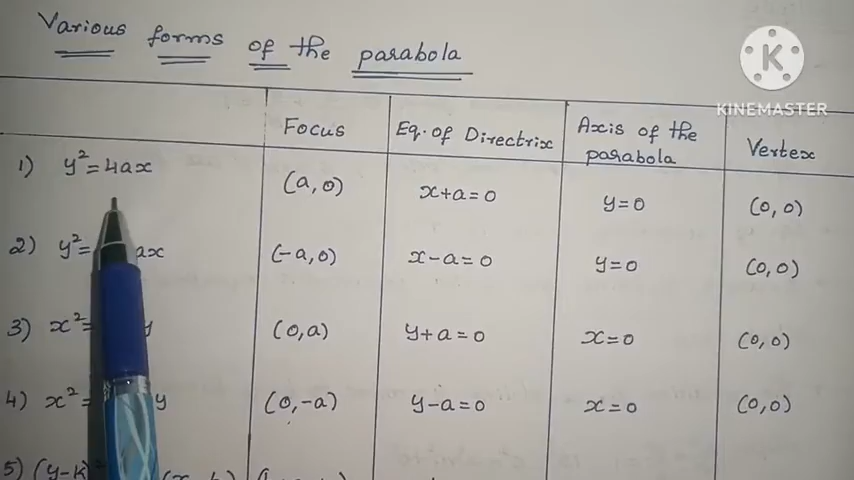 Various forms of the parabola
KINEMASTER
Focus Eq. of Directrix Axis of the parabola Vertex
1) y² = 4ax (a, 0) x+a=0 y=0 (0, 0)
2) y² = ax (-a, 0) x-a=0 y=0 (0, 0)
3) x² = y (0, a) y+a=0 x=0 (0, 0)
4) x² = y (0, -a) y-a=0 x=0 (0, 0)
5) (y-k)